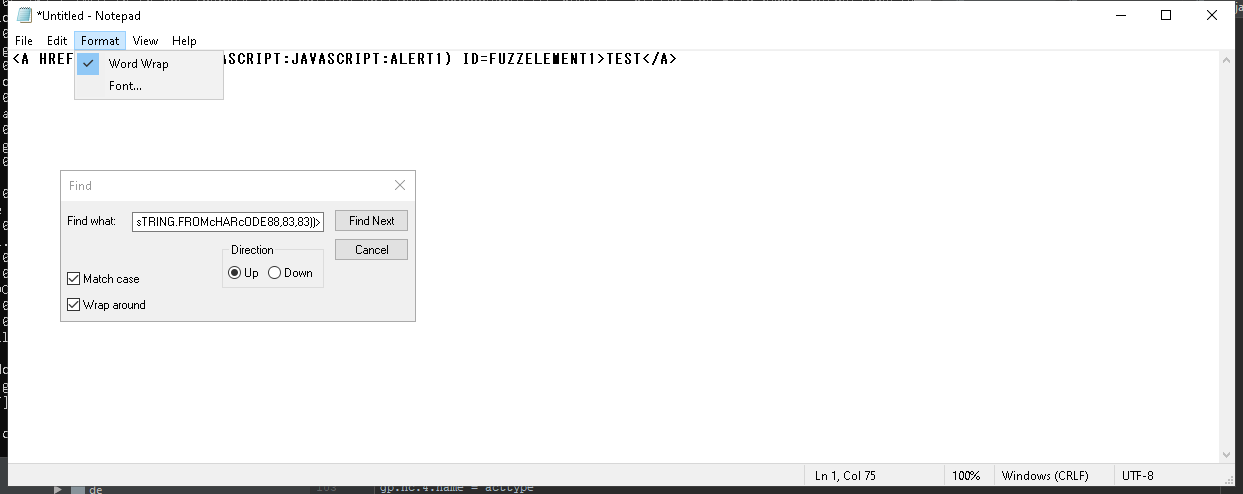 *Untitled - Notepad
File Edit Format View Help
<A HREF ASCRIPT:JAVASCRIPT:ALERT1) ID=FUZZELEMENT1>TEST</A>
Word Wrap
Font...
Find
Find what: sTRING.FROMcHARcODE88,83,83))> Find Next
Direction Cancel
Up Down
Match case
Wrap around
Ln 1, Col 75 100% Windows (CRLF) UTF-8
de gp.nc.4.name = acttype